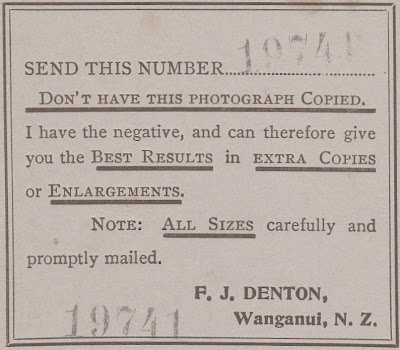 SEND THIS NUMBER..................19741
DON'T HAVE THIS PHOTOGRAPH COPIED.
I have the negative, and can therefore give
you the BEST RESULTS in EXTRA COPIES
or ENLARGEMENTS.
NOTE: ALL SIZES carefully and
promptly mailed.
F. J. DENTON,
Wanganui, N. Z.
19741